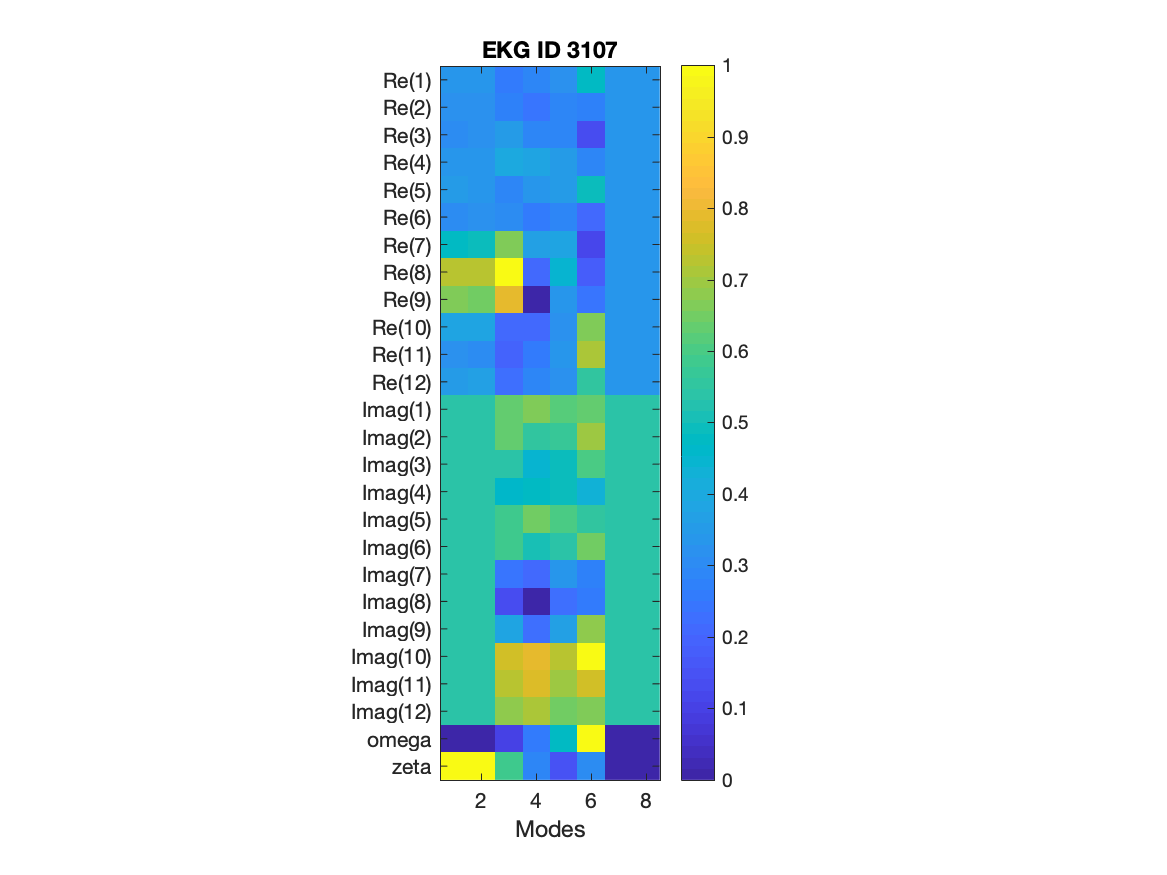 EKG ID 3107
Re(1)
Re(2)
Re(3)
Re(4)
Re(5)
Re(6)
Re(7)
Re(8)
Re(9)
Re(10)
Re(11)
Re(12)
Imag(1)
Imag(2)
Imag(3)
Imag(4)
Imag(5)
Imag(6)
Imag(7)
Imag(8)
Imag(9)
Imag(10)
Imag(11)
Imag(12)
omega
zeta
2 4 6 8
Modes
1
0.9
0.8
0.7
0.6
0.5
0.4
0.3
0.2
0.1
0